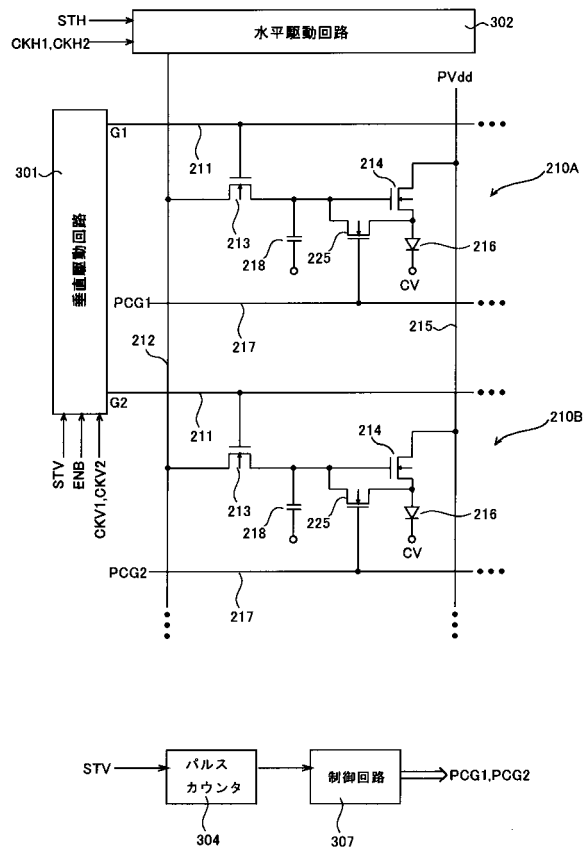 STH
CKH1,CKH2
水平駆動回路
302
PVdd
G1
211
214
210A
301
垂直駆動回路
213
218
225
216
CV
PCG1
217
212
215
G2
211
214
210B
213
218
225
216
CV
STV
ENB
CKV1,CKV2
PCG2
217
STV
パルス
カウンタ
304
制御回路
307
PCG1,PCG2